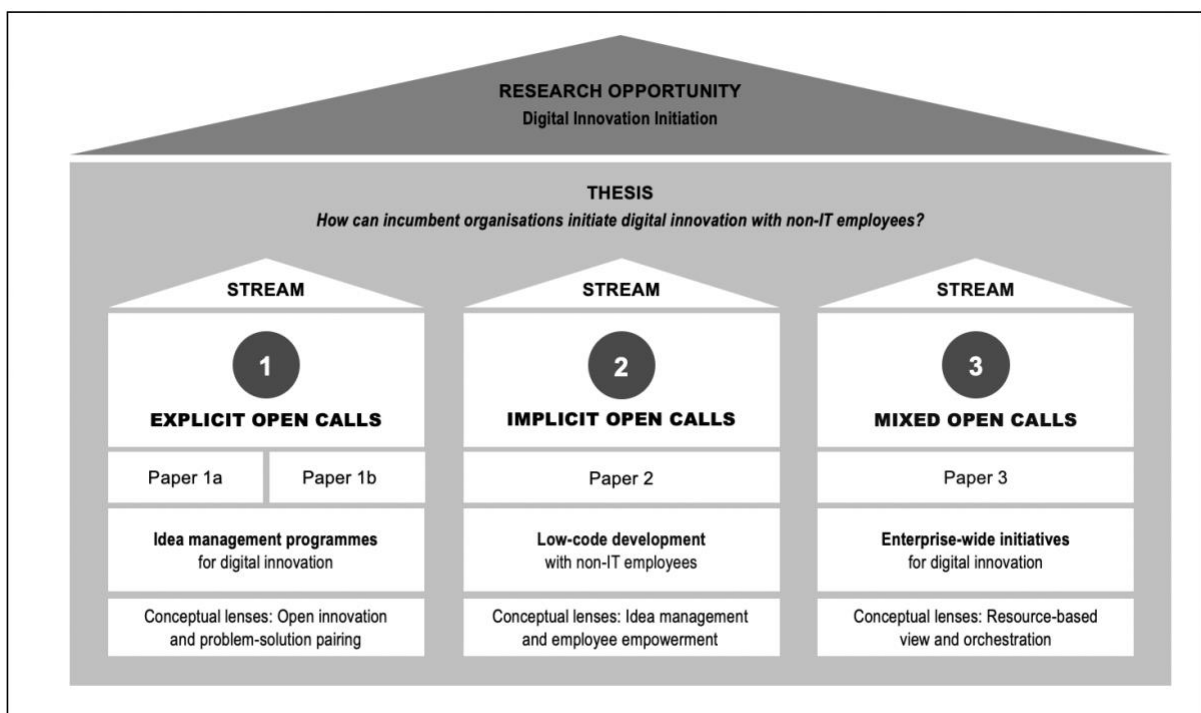 RESEARCH OPPORTUNITY
Digital Innovation Initiation
THESIS
How can incumbent organisations initiate digital innovation with non-IT employees?
STREAM
1
EXPLICIT OPEN CALLS
Paper 1a
Paper 1b
Idea management programmes
for digital innovation
Conceptual lenses: Open innovation
and problem-solution pairing
STREAM
2
IMPLICIT OPEN CALLS
Paper 2
Low-code development
with non-IT employees
Conceptual lenses: Idea management
and employee empowerment
STREAM
3
MIXED OPEN CALLS
Paper 3
Enterprise-wide initiatives
for digital innovation
Conceptual lenses: Resource-based
view and orchestration